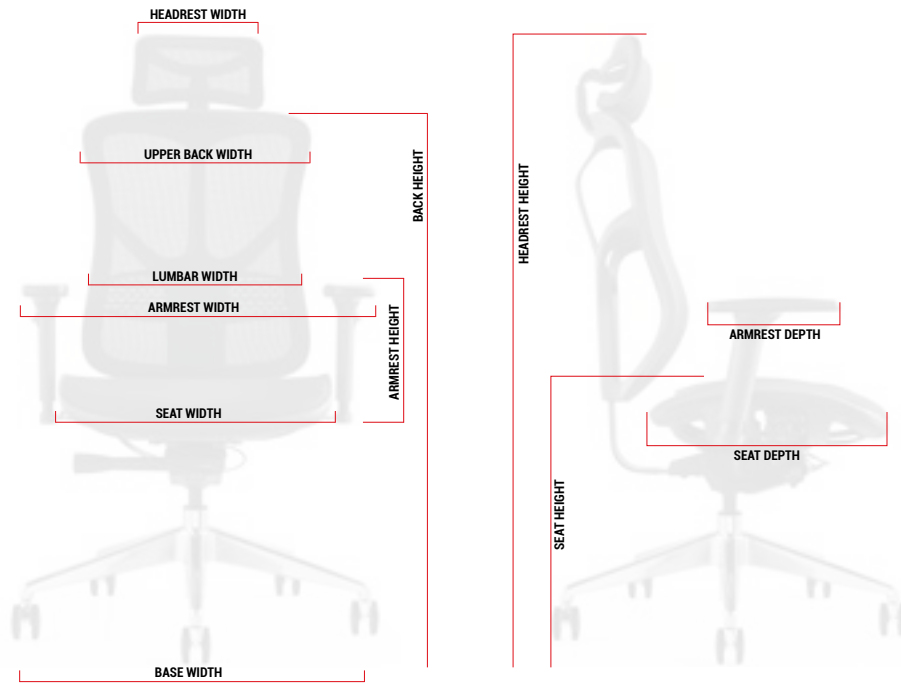 HEADREST WIDTH
UPPER BACK WIDTH
BACK HEIGHT
LUMBAR WIDTH
ARMREST WIDTH
ARMREST HEIGHT
SEAT WIDTH
BASE WIDTH
HEADREST HEIGHT
ARMREST DEPTH
SEAT DEPTH
SEAT HEIGHT